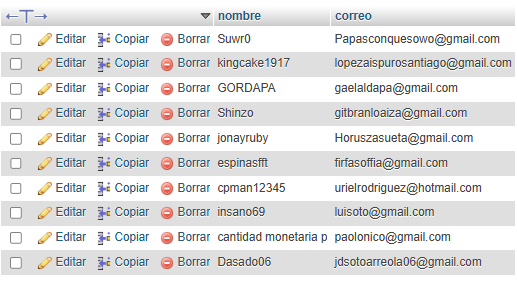 nombre correo
Editar Copiar Borrar Suwr0 Papasconquesowo@gmail.com
Editar Copiar Borrar kingcake1917 lopezaispurosantiago@gmail.com
Editar Copiar Borrar GORDAPA gaelaldapa@gmail.com
Editar Copiar Borrar Shinzo gitbranloaiza@gmail.com
Editar Copiar Borrar jonayruby Horuszasueta@gmail.com
Editar Copiar Borrar espinasfft firfasoffia@gmail.com
Editar Copiar Borrar cpman12345 urielrodriguez@hotmail.com
Editar Copiar Borrar insano69 luisoto@gmail.com
Editar Copiar Borrar cantidad monetaria p paolonico@gmail.com
Editar Copiar Borrar Dasado06 jdsotoarreola06@gmail.com